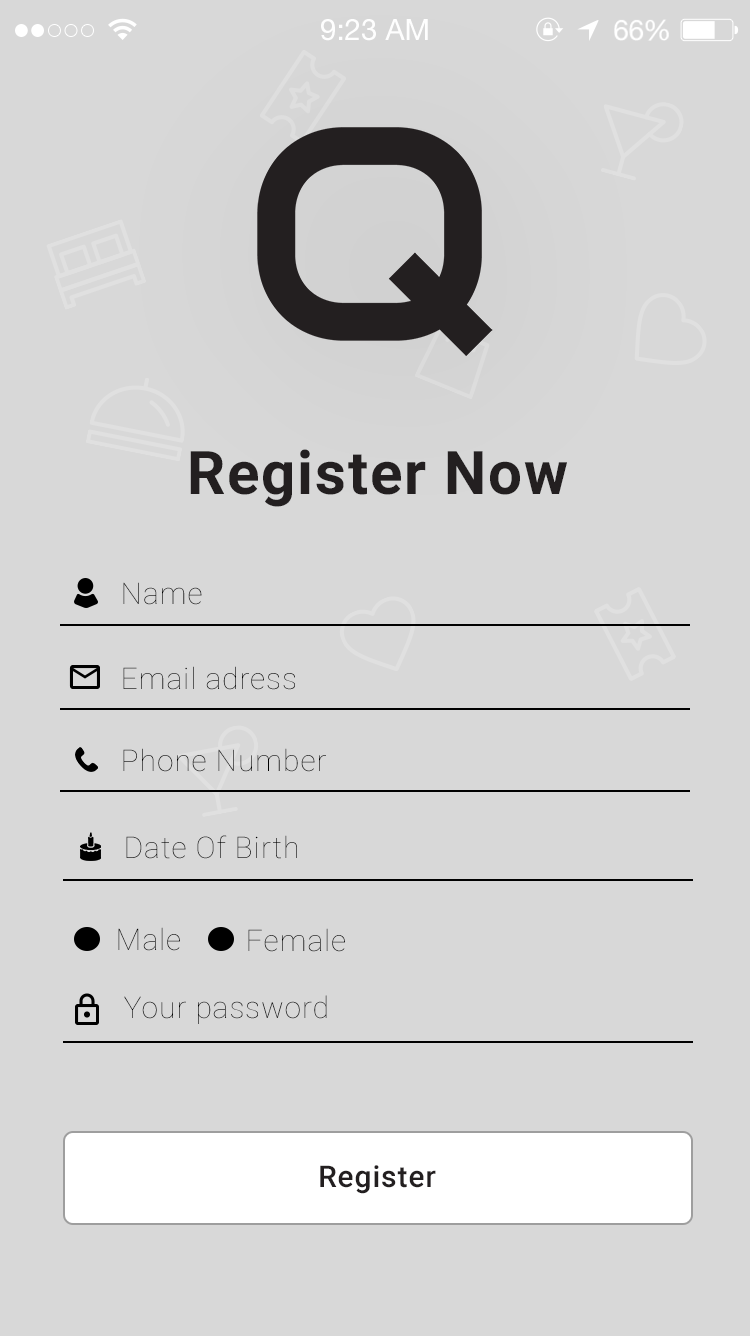 9:23 AM 66%
Q
Register Now
Name
Email adress
Phone Number
Date Of Birth
Male Female
Your password
Register